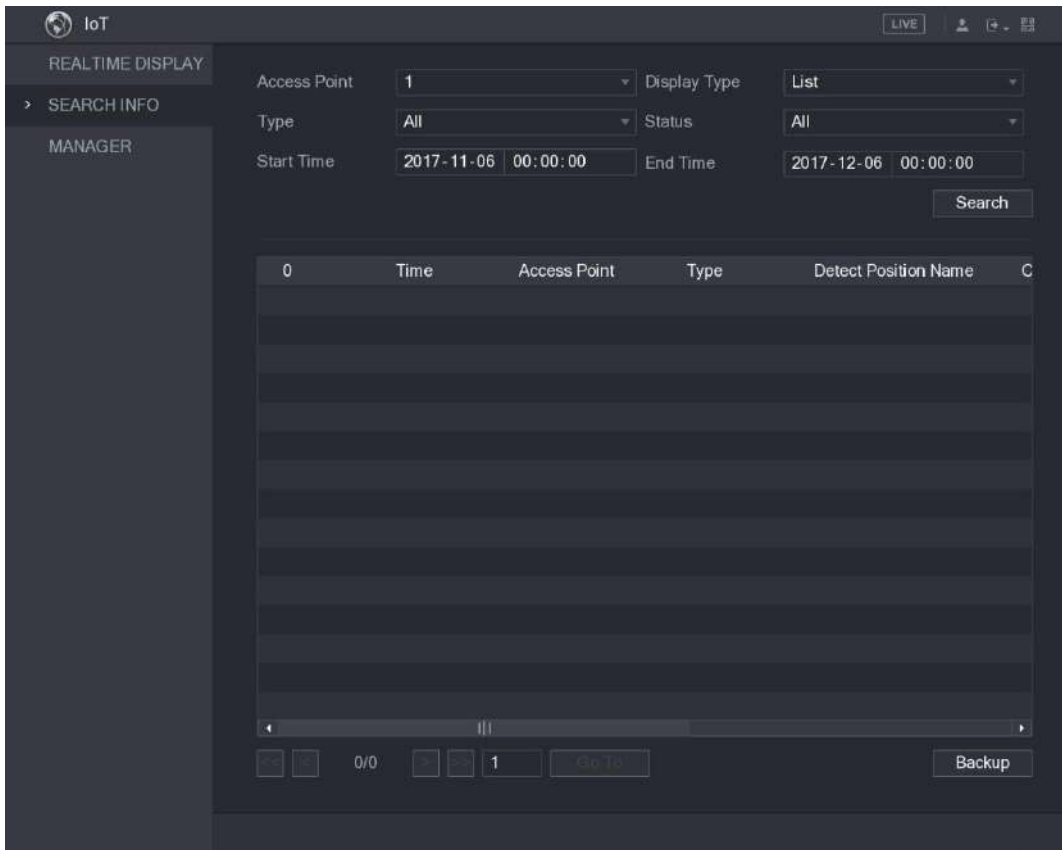 IoT LIVE
REALTIME DISPLAY
Access Point 1 Display Type List
> SEARCH INFO
Type All Status All
MANAGER
Start Time 2017-11-06 00:00:00 End Time 2017-12-06 00:00:00
Search
0 Time Access Point Type Detect Position Name C
<< < 0/0 > >> 1 Go To Backup